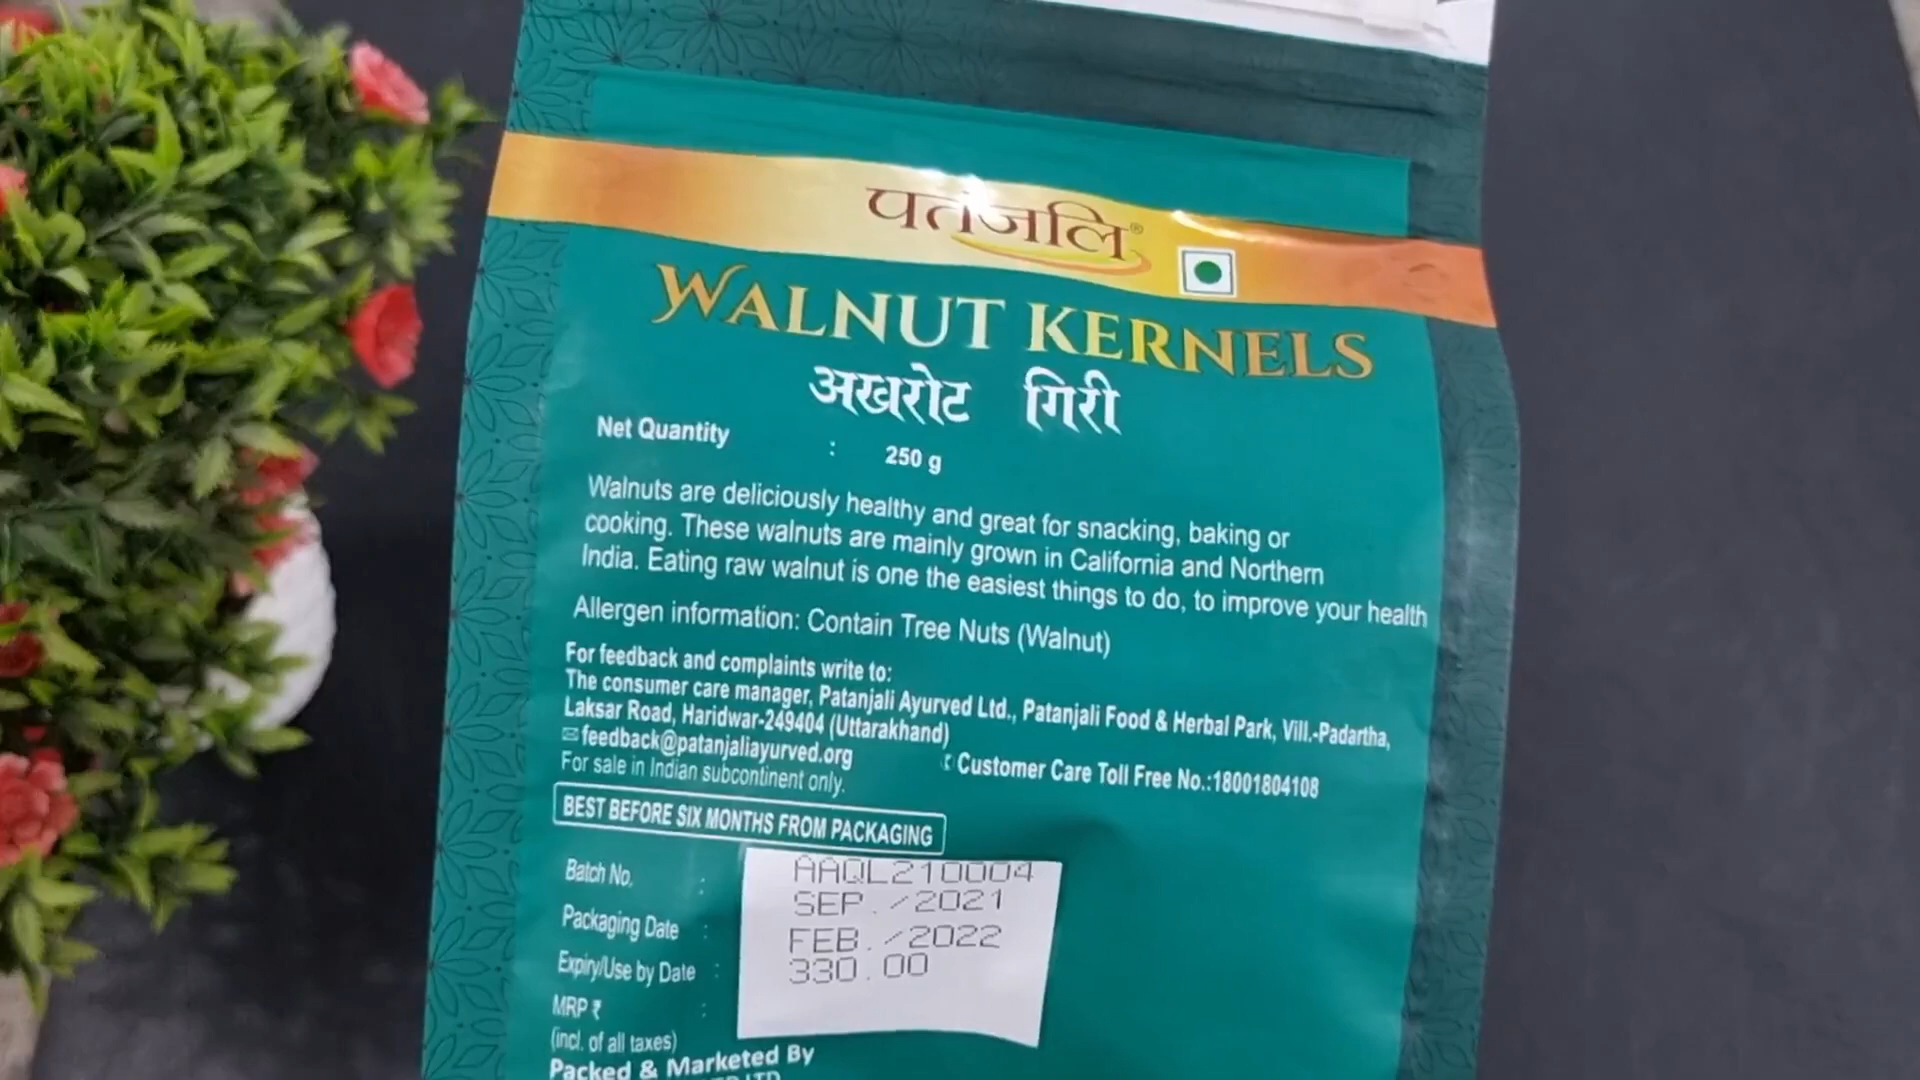 पतंजलि®
WALNUT KERNELS
अखरोट गिरी
Net Quantity : 250 g
Walnuts are deliciously healthy and great for snacking, baking or
cooking. These walnuts are mainly grown in California and Northern
India. Eating raw walnut is one the easiest things to do, to improve your health
Allergen information: Contain Tree Nuts (Walnut)
For feedback and complaints write to:
The consumer care manager, Patanjali Ayurved Ltd., Patanjali Food & Herbal Park, Vill.-Padartha,
Laksar Road, Haridwar-249404 (Uttarakhand)
feedback@patanjaliayurved.org Customer Care Toll Free No.:18001804108
For sale in Indian subcontinent only.
BEST BEFORE SIX MONTHS FROM PACKAGING
Batch No. : AAQL210004
Packaging Date : SEP./2021
Expiry/Use by Date : FEB./2022
MRP ₹ : 330.00
(incl. of all taxes)
Packed & Marketed By